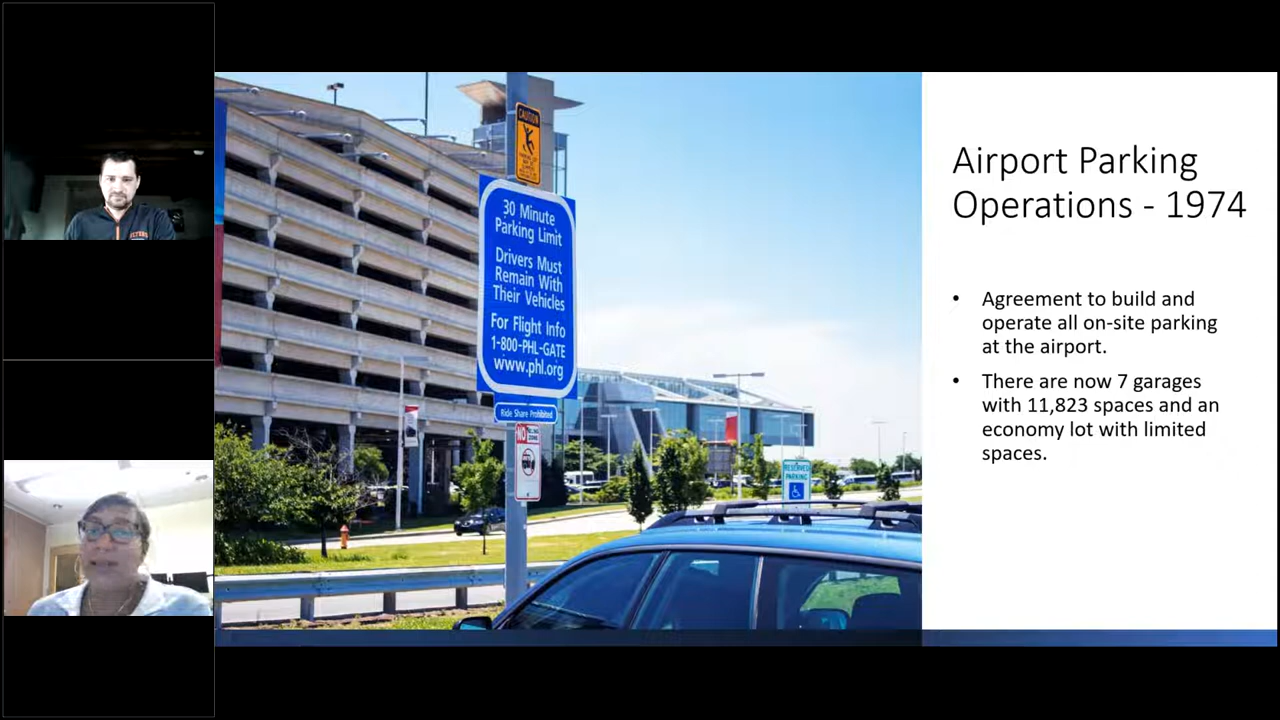 Airport Parking
Operations - 1974
• Agreement to build and
operate all on-site parking
at the airport.
• There are now 7 garages
with 11,823 spaces and an
economy lot with limited
spaces.
CAUTION
30 Minute
Parking Limit
Drivers Must
Remain With
Their Vehicles
For Flight Info
1-800-PHL-GATE
www.phl.org
Ride Share Prohibited
NO
ZONE
RESERVED
PARKING